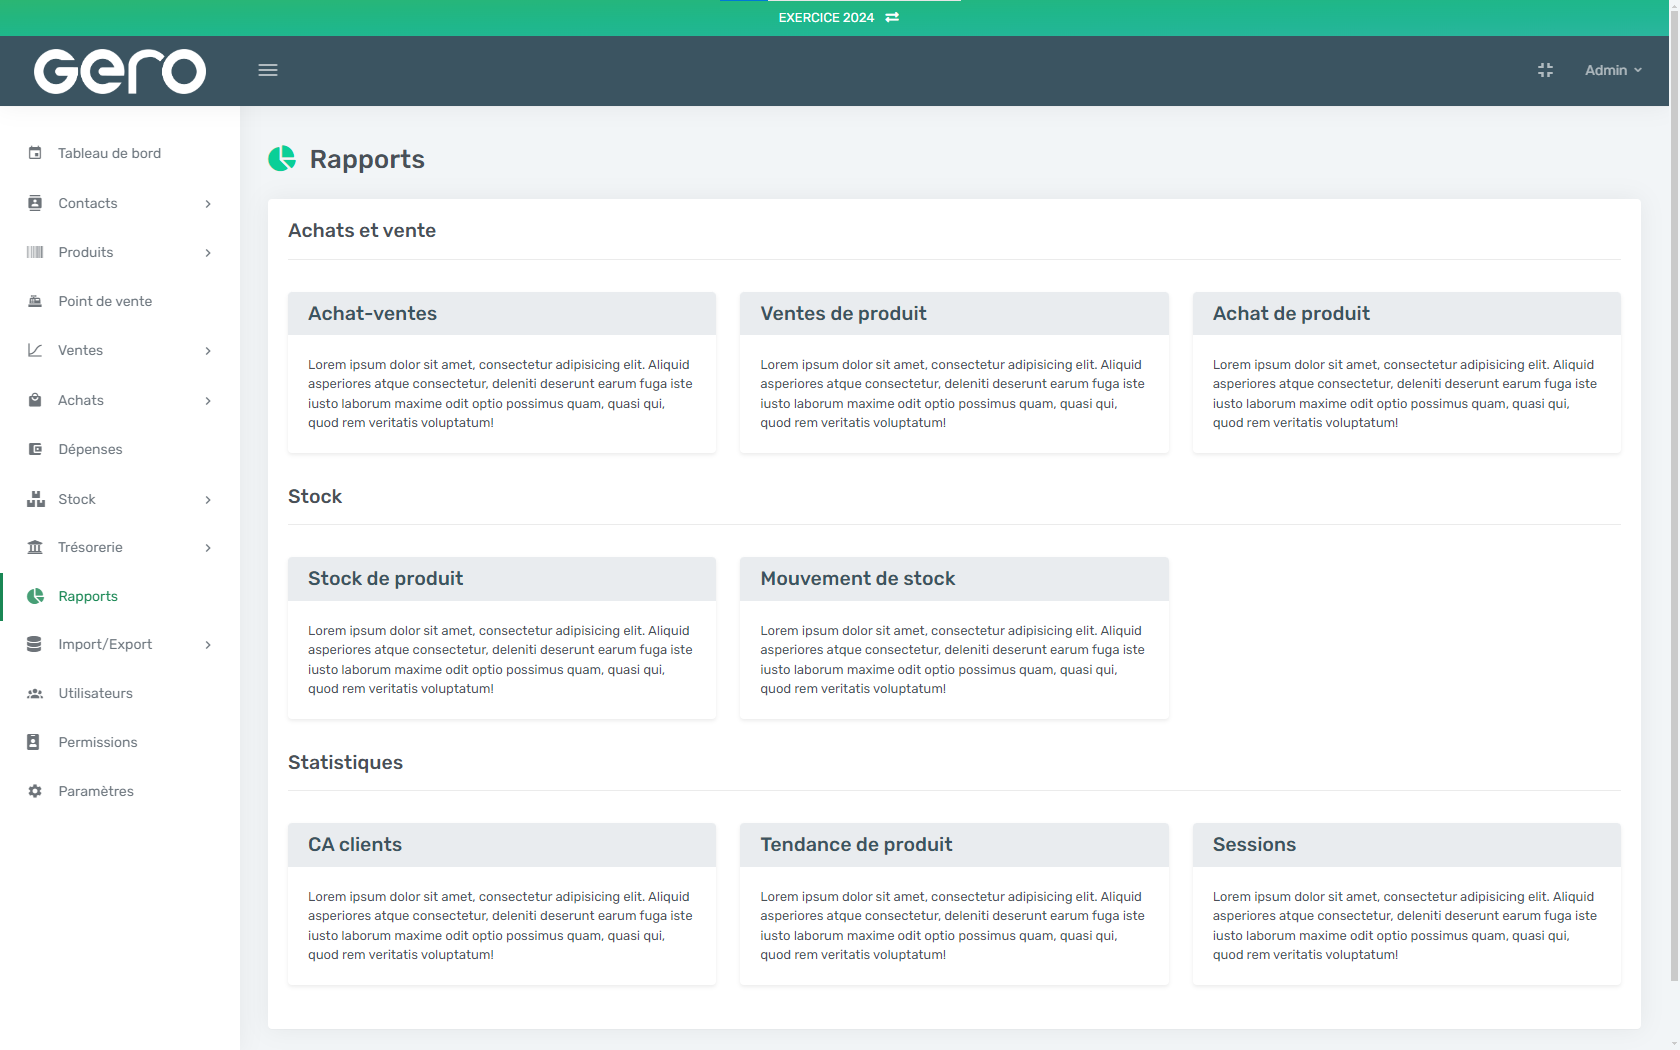 EXERCICE 2024
Gero
Admin
Tableau de bord
Contacts
Produits
Point de vente
Ventes
Achats
Dépenses
Stock
Trésorerie
Rapports
Import/Export
Utilisateurs
Permissions
Paramètres
Rapports
Achats et vente
Achat-ventes
Lorem ipsum dolor sit amet, consectetur adipisicing elit. Aliquid
asperiores atque consectetur, deleniti deserunt earum fuga iste
iusto laborum maxime odit optio possimus quam, quasi qui,
quod rem veritatis voluptatum!
Ventes de produit
Lorem ipsum dolor sit amet, consectetur adipisicing elit. Aliquid
asperiores atque consectetur, deleniti deserunt earum fuga iste
iusto laborum maxime odit optio possimus quam, quasi qui,
quod rem veritatis voluptatum!
Achat de produit
Lorem ipsum dolor sit amet, consectetur adipisicing elit. Aliquid
asperiores atque consectetur, deleniti deserunt earum fuga iste
iusto laborum maxime odit optio possimus quam, quasi qui,
quod rem veritatis voluptatum!
Stock
Stock de produit
Lorem ipsum dolor sit amet, consectetur adipisicing elit. Aliquid
asperiores atque consectetur, deleniti deserunt earum fuga iste
iusto laborum maxime odit optio possimus quam, quasi qui,
quod rem veritatis voluptatum!
Mouvement de stock
Lorem ipsum dolor sit amet, consectetur adipisicing elit. Aliquid
asperiores atque consectetur, deleniti deserunt earum fuga iste
iusto laborum maxime odit optio possimus quam, quasi qui,
quod rem veritatis voluptatum!
Statistiques
CA clients
Lorem ipsum dolor sit amet, consectetur adipisicing elit. Aliquid
asperiores atque consectetur, deleniti deserunt earum fuga iste
iusto laborum maxime odit optio possimus quam, quasi qui,
quod rem veritatis voluptatum!
Tendance de produit
Lorem ipsum dolor sit amet, consectetur adipisicing elit. Aliquid
asperiores atque consectetur, deleniti deserunt earum fuga iste
iusto laborum maxime odit optio possimus quam, quasi qui,
quod rem veritatis voluptatum!
Sessions
Lorem ipsum dolor sit amet, consectetur adipisicing elit. Aliquid
asperiores atque consectetur, deleniti deserunt earum fuga iste
iusto laborum maxime odit optio possimus quam, quasi qui,
quod rem veritatis voluptatum!